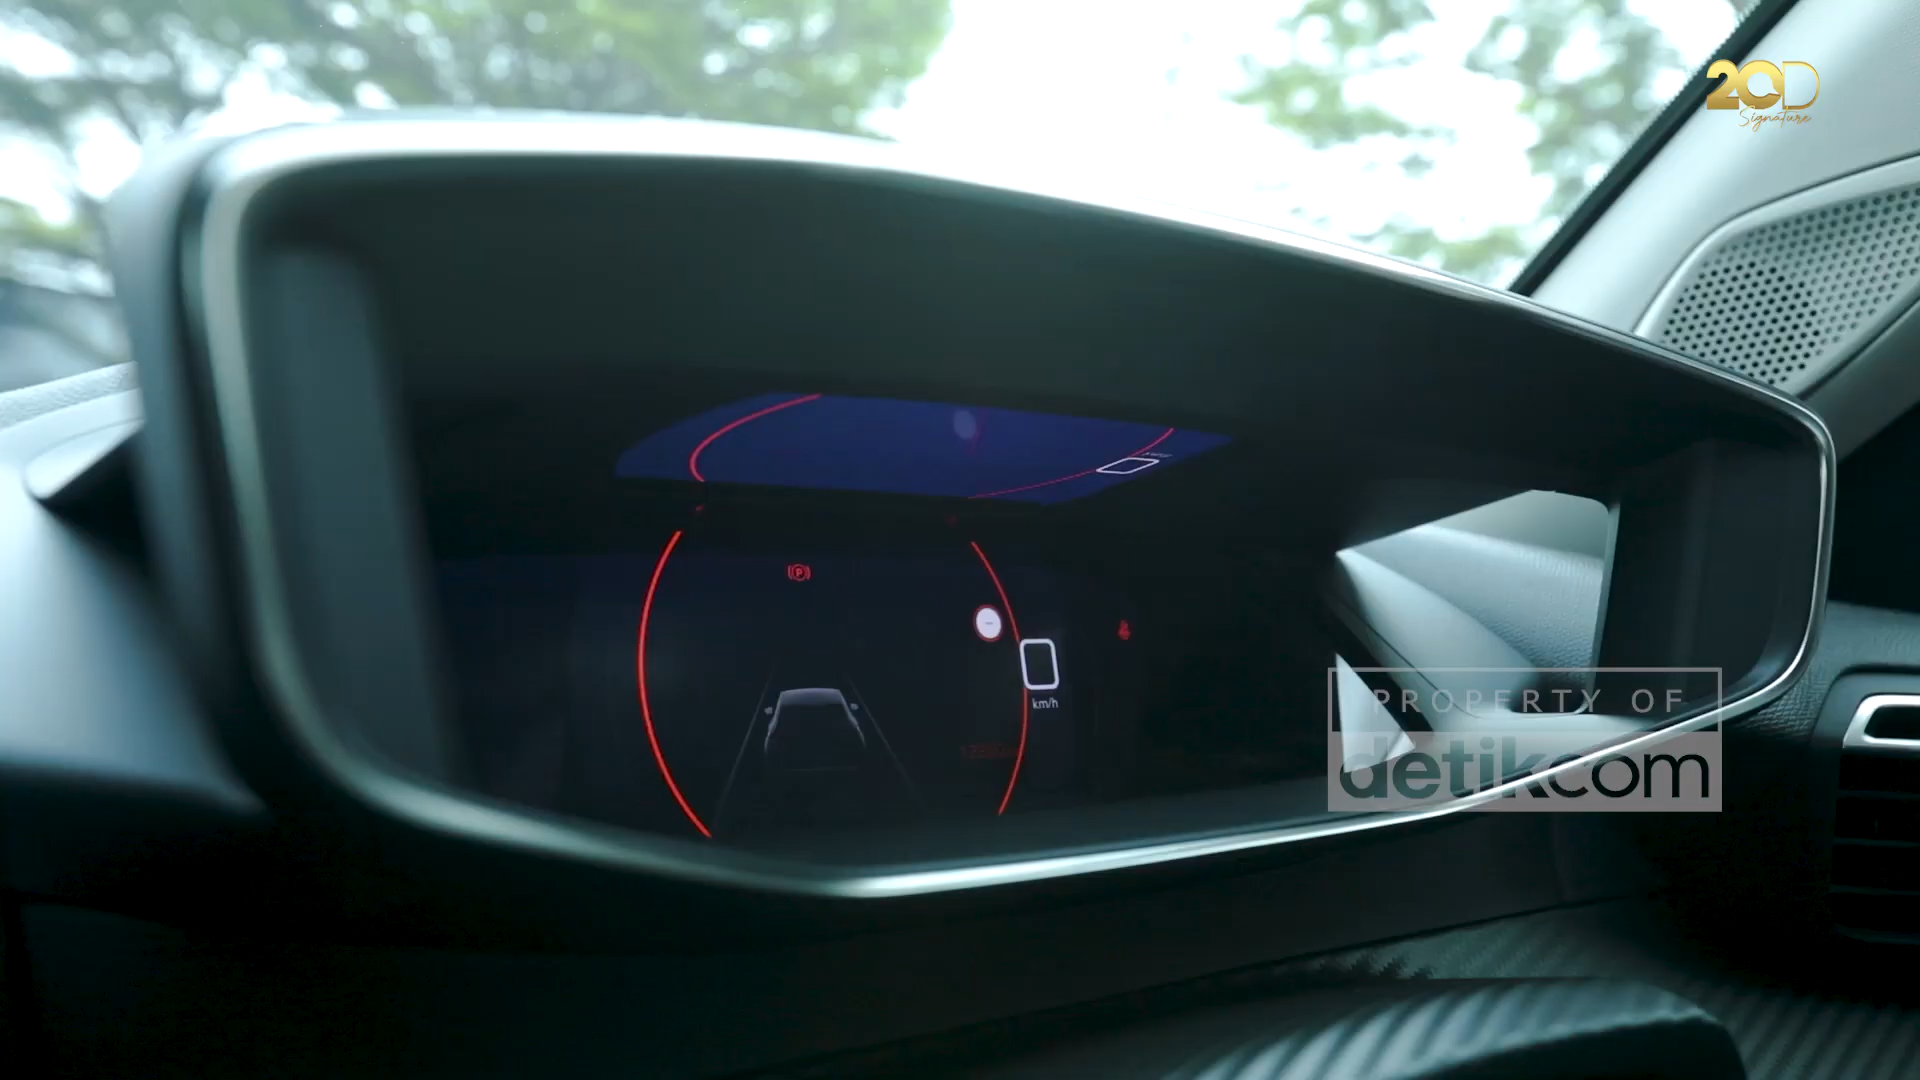 20D
Signature
P
km/h
PROPERTY OF
detikcom